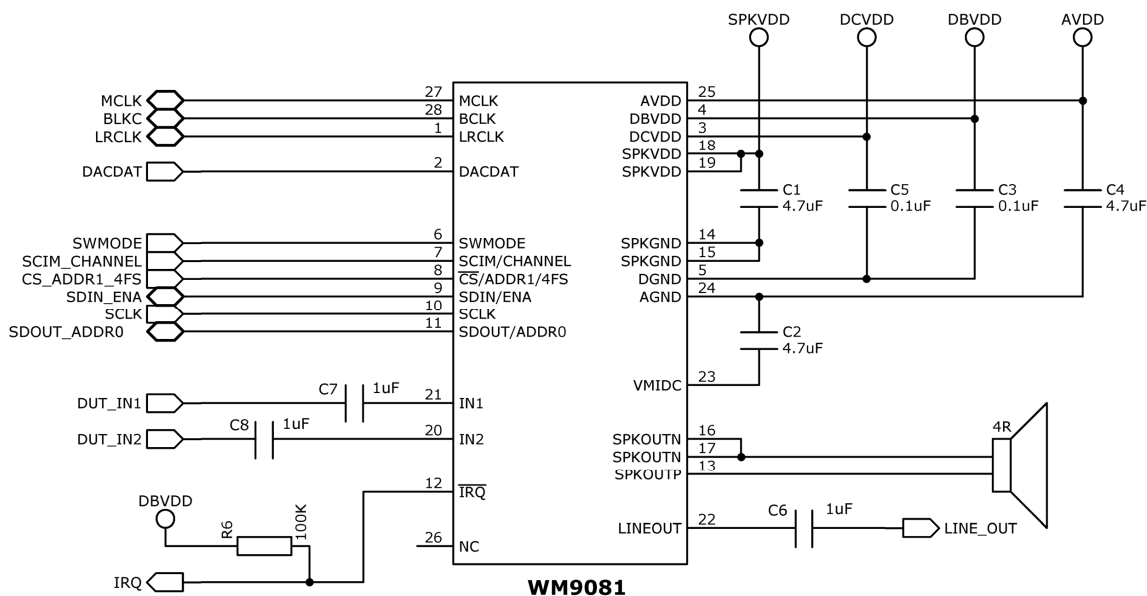 SPKVDD DCVDD DBVDD AVDD
MCLK 27 MCLK AVDD 25
BLKC 28 BCLK DBVDD 4
LRCLK 1 LRCLK DCVDD 3
SPKVDD 18
DACDAT 2 DACDAT SPKVDD 19
C1 4.7uF
C5 0.1uF
C3 0.1uF
C4 4.7uF
SWMODE 6 SWMODE SPKGND 14
SCIM_CHANNEL 7 SCIM/CHANNEL SPKGND 15
CS_ADDR1_4FS 8 CS/ADDR1/4FS DGND 5
SDIN_ENA 9 SDIN/ENA AGND 24
SCLK 10 SCLK
SDOUT_ADDR0 11 SDOUT/ADDR0
C2 4.7uF
VMIDC 23
DUT_IN1 C7 1uF 21 IN1
DUT_IN2 C8 1uF 20 IN2
SPKOUTN 16
SPKOUTN 17
SPKOUTP 13
4R
12 IRQ
DBVDD
R6 100K
LINEOUT 22 C6 1uF LINE_OUT
26 NC
IRQ
WM9081